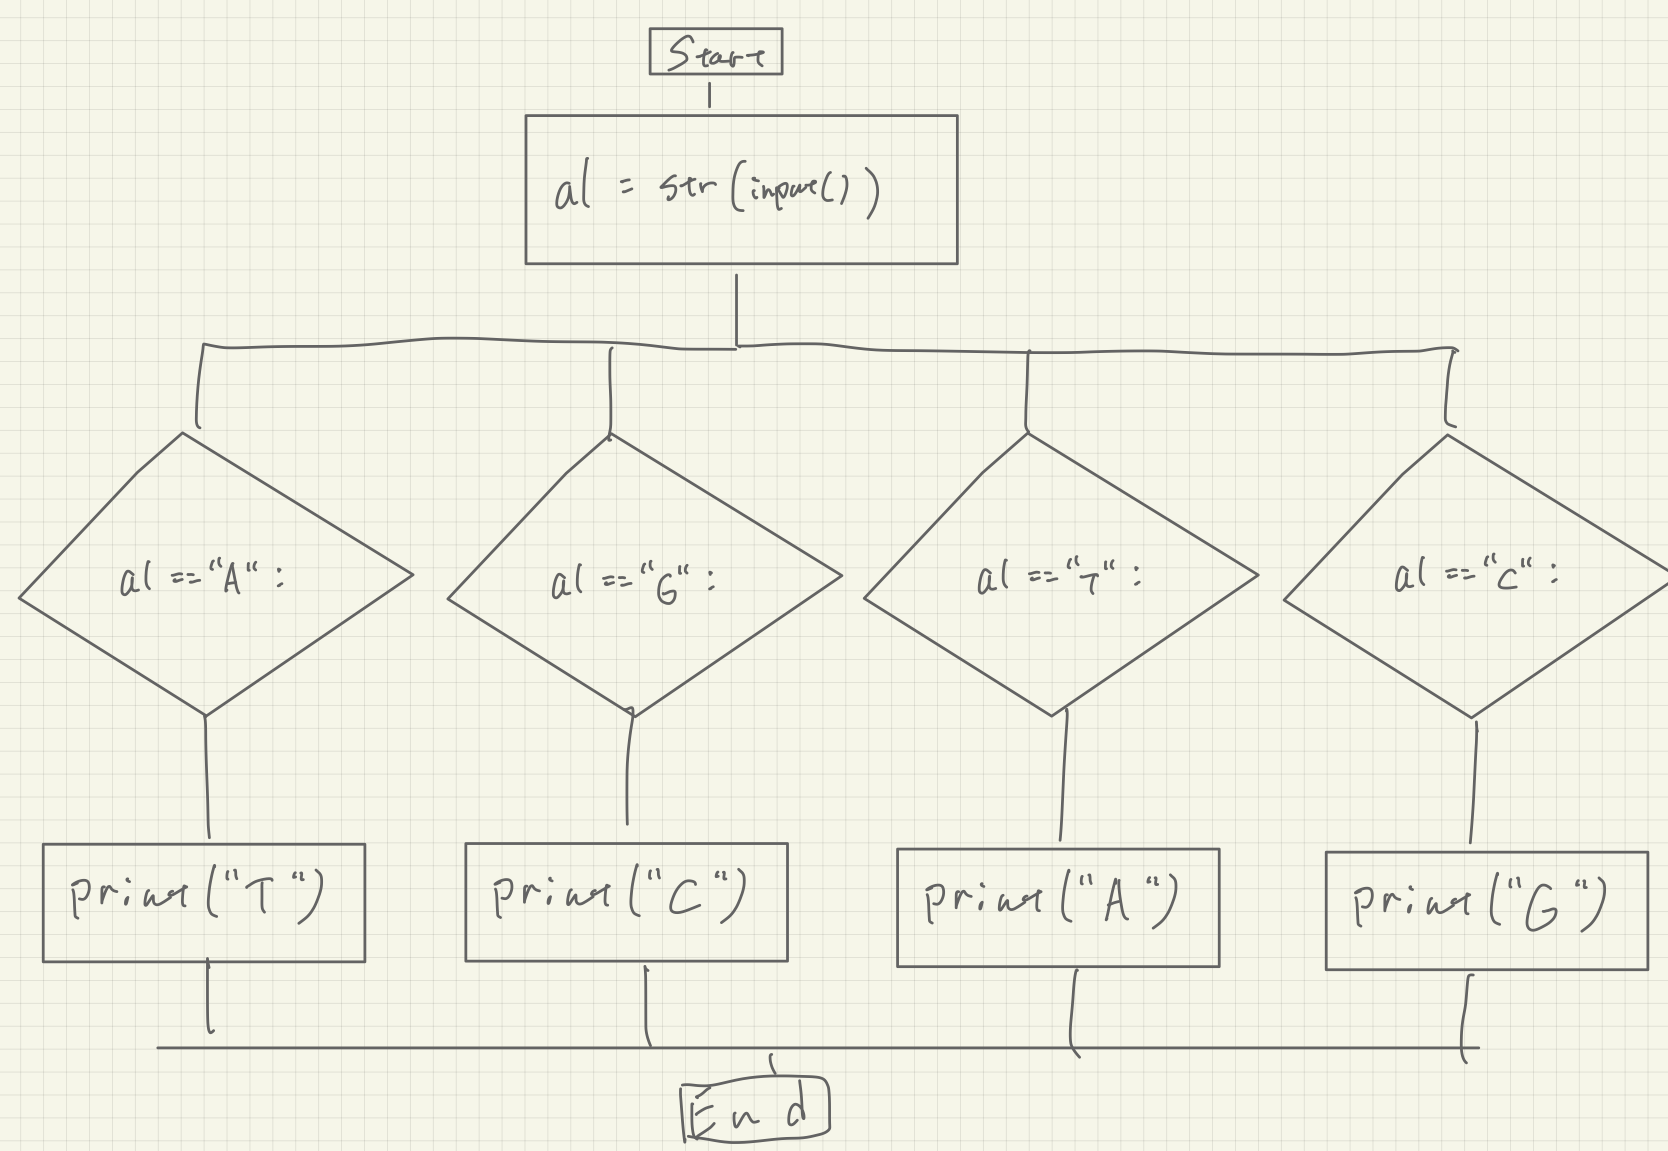 Start
al = str(input())
al =="A":
al =="G":
al =="T":
al =="C":
print("T")
print("C")
print("A")
print("G")
End